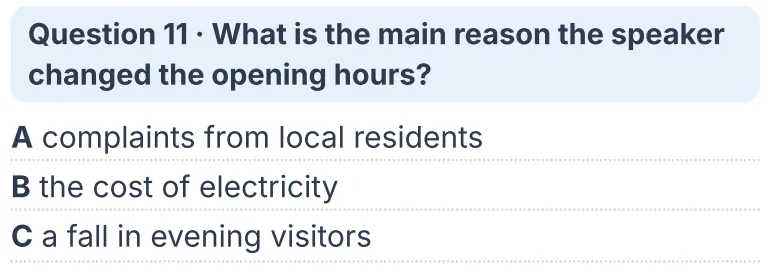 Question 11 · What is the main reason the speaker
changed the opening hours?
A complaints from local residents
B the cost of electricity
C a fall in evening visitors